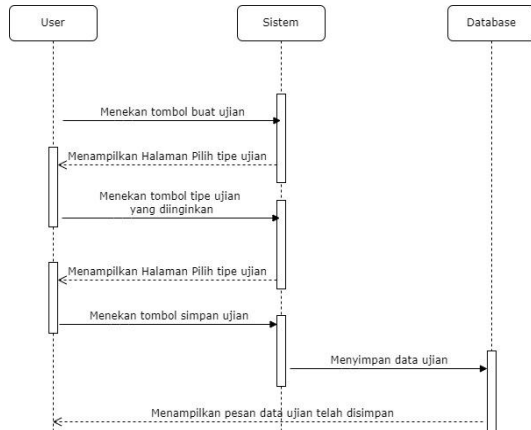 User
Sistem
Database
Menekan tombol buat ujian
Menampilkan Halaman Pilih tipe ujian
Menekan tombol tipe ujian
yang diinginkan
Menampilkan Halaman Pilih tipe ujian
Menekan tombol simpan ujian
Menyimpan data ujian
Menampilkan pesan data ujian telah disimpan